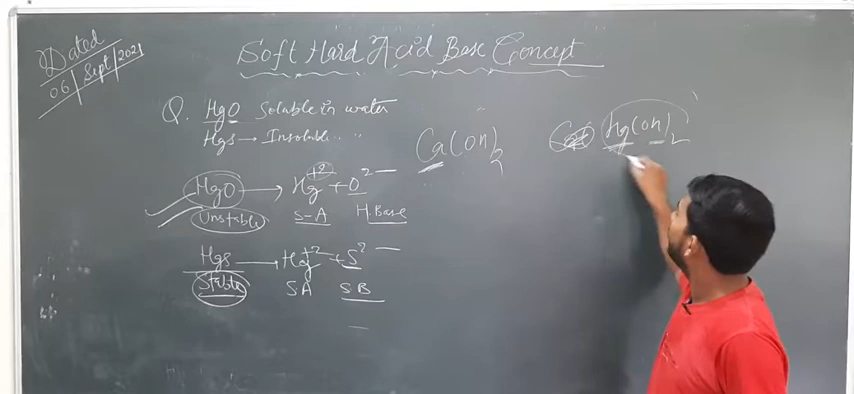 Dated
06 | Sept | 2021
Soft Hard Acid Base Concept
Q. HgO Soluble in water
HgS → Insoluble " "
Ca(OH)2
Hg(OH)2
HgO → Hg+2 + O2-
Unstable S-A H.Base
HgS → Hg+2 + S2-
Stable SA SB